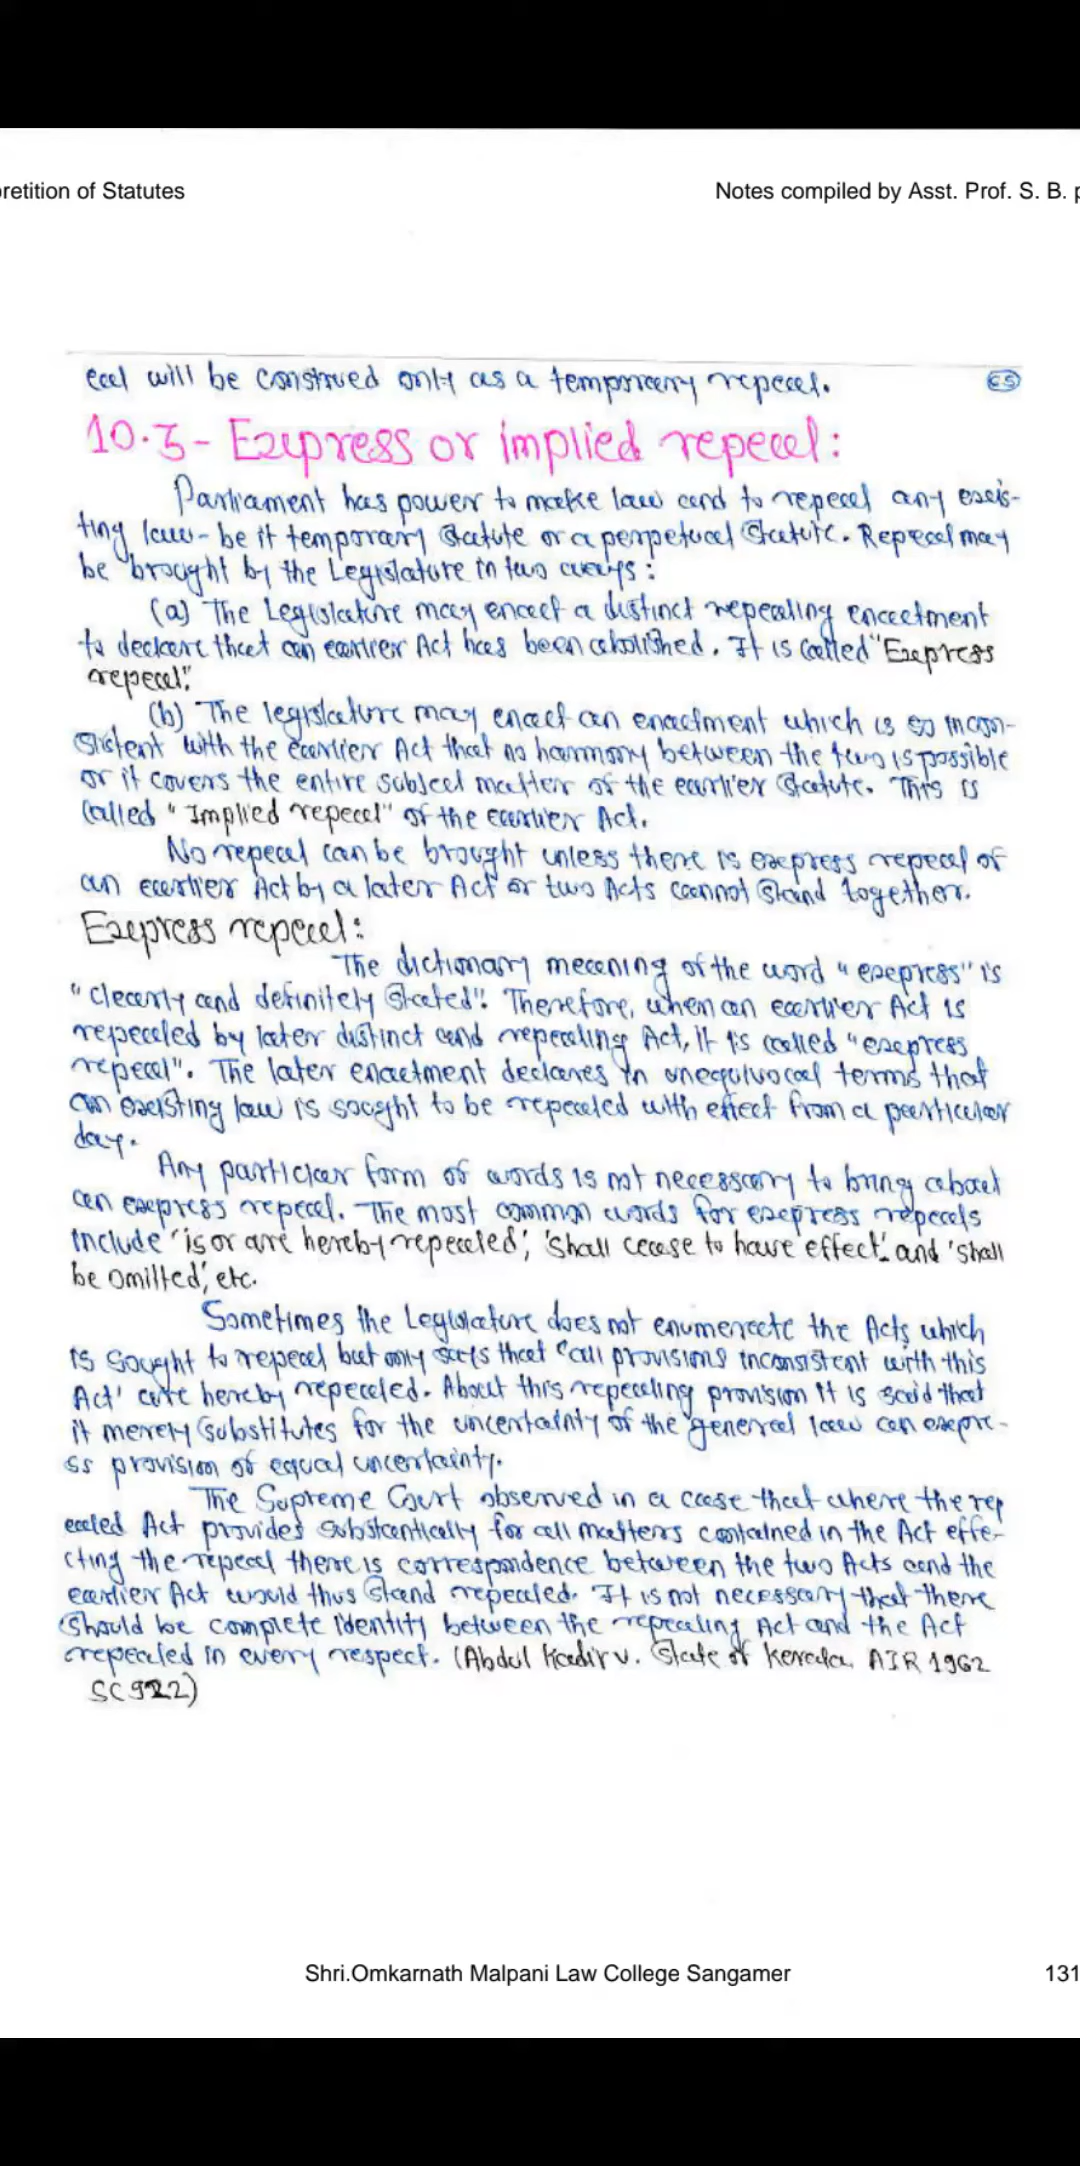 retition of Statutes
Notes compiled by Asst. Prof. S. B. p
eal will be construed only as a temporary repeal.
65
10.3- Express or implied repeal:
Parliament has power to make law and to repeal any exis-
ting law- be it temporary statute or a perpetual statute. Repeal may
be brought by the Legislature in two ways:
(a) The Legislature may enact a distinct repealing enactment
to declare that an earlier Act has been abolished. It is called "Express
repeal".
(b) The legislature may enact an enactment which is so incon-
sistent with the earlier Act that no harmony between the two is possible
or it covers the entire subject matter of the earlier statute. This is
called "Implied repeal" of the earlier Act.
No repeal can be brought unless there is express repeal of
an earlier Act by a later Act or two Acts cannot stand together.
Express repeal:
The dictionary meaning of the word "express" is
"clearly and definitely stated". Therefore, when an earlier Act is
repealed by later distinct and repealing Act, it is called "express
repeal". The later enactment declares in unequivocal terms that
an existing law is sought to be repealed with effect from a particular
day.
Any particlar form of words is not necessary to bring about
an express repeal. The most common words for express repeals
include 'is or are hereby repealed', 'shall cease to have effect' and 'shall
be omitted', etc.
Sometimes the Legislature does not enumerate the Acts which
is sought to repeal but only says that 'all provisions inconsistent with this
Act' are hereby repealed. About this repealing provision it is said that
it merely substitutes for the uncertainty of the general law an expre-
ss provision of equal uncertainty.
The Supreme Court observed in a case that where the rep
ealed Act provides substantially for all matters contained in the Act effe-
cting the repeal there is correspondence between the two Acts and the
earlier Act would thus stand repealed. It is not necessary that there
should be complete identity between the repealing Act and the Act
repealed in every respect. (Abdul Kadir v. State of Kerala, AIR 1962
SC 922)
Shri.Omkarnath Malpani Law College Sangamer
131